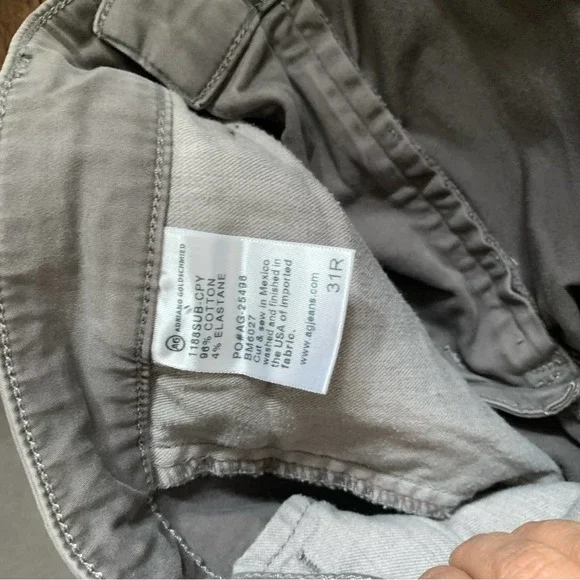 AG ADRIANO GOLDSCHMIED
1188SUB-CPY
96% COTTON
4% ELASTANE
PO#AG-25498
BM6027
Cut & sew in Mexico
washed and finished in
the USA of imported
fabric.
www.agjeans.com
31R